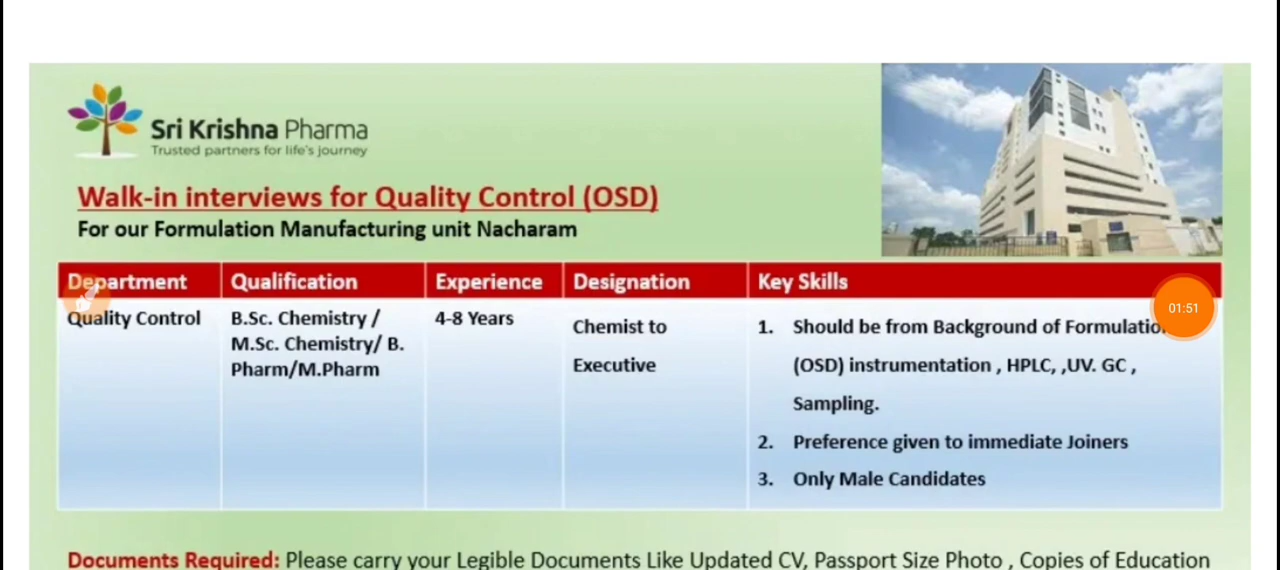 Sri Krishna Pharma
Trusted partners for life's journey
Walk-in interviews for Quality Control (OSD)
For our Formulation Manufacturing unit Nacharam
Department Qualification Experience Designation Key Skills
Quality Control
B.Sc. Chemistry /
M.Sc. Chemistry/ B.
Pharm/M.Pharm
4-8 Years
Chemist to
Executive
1. Should be from Background of Formulation
(OSD) instrumentation , HPLC, ,UV. GC ,
Sampling.
2. Preference given to immediate Joiners
3. Only Male Candidates
01:51
Documents Required: Please carry your Legible Documents Like Updated CV, Passport Size Photo , Copies of Education